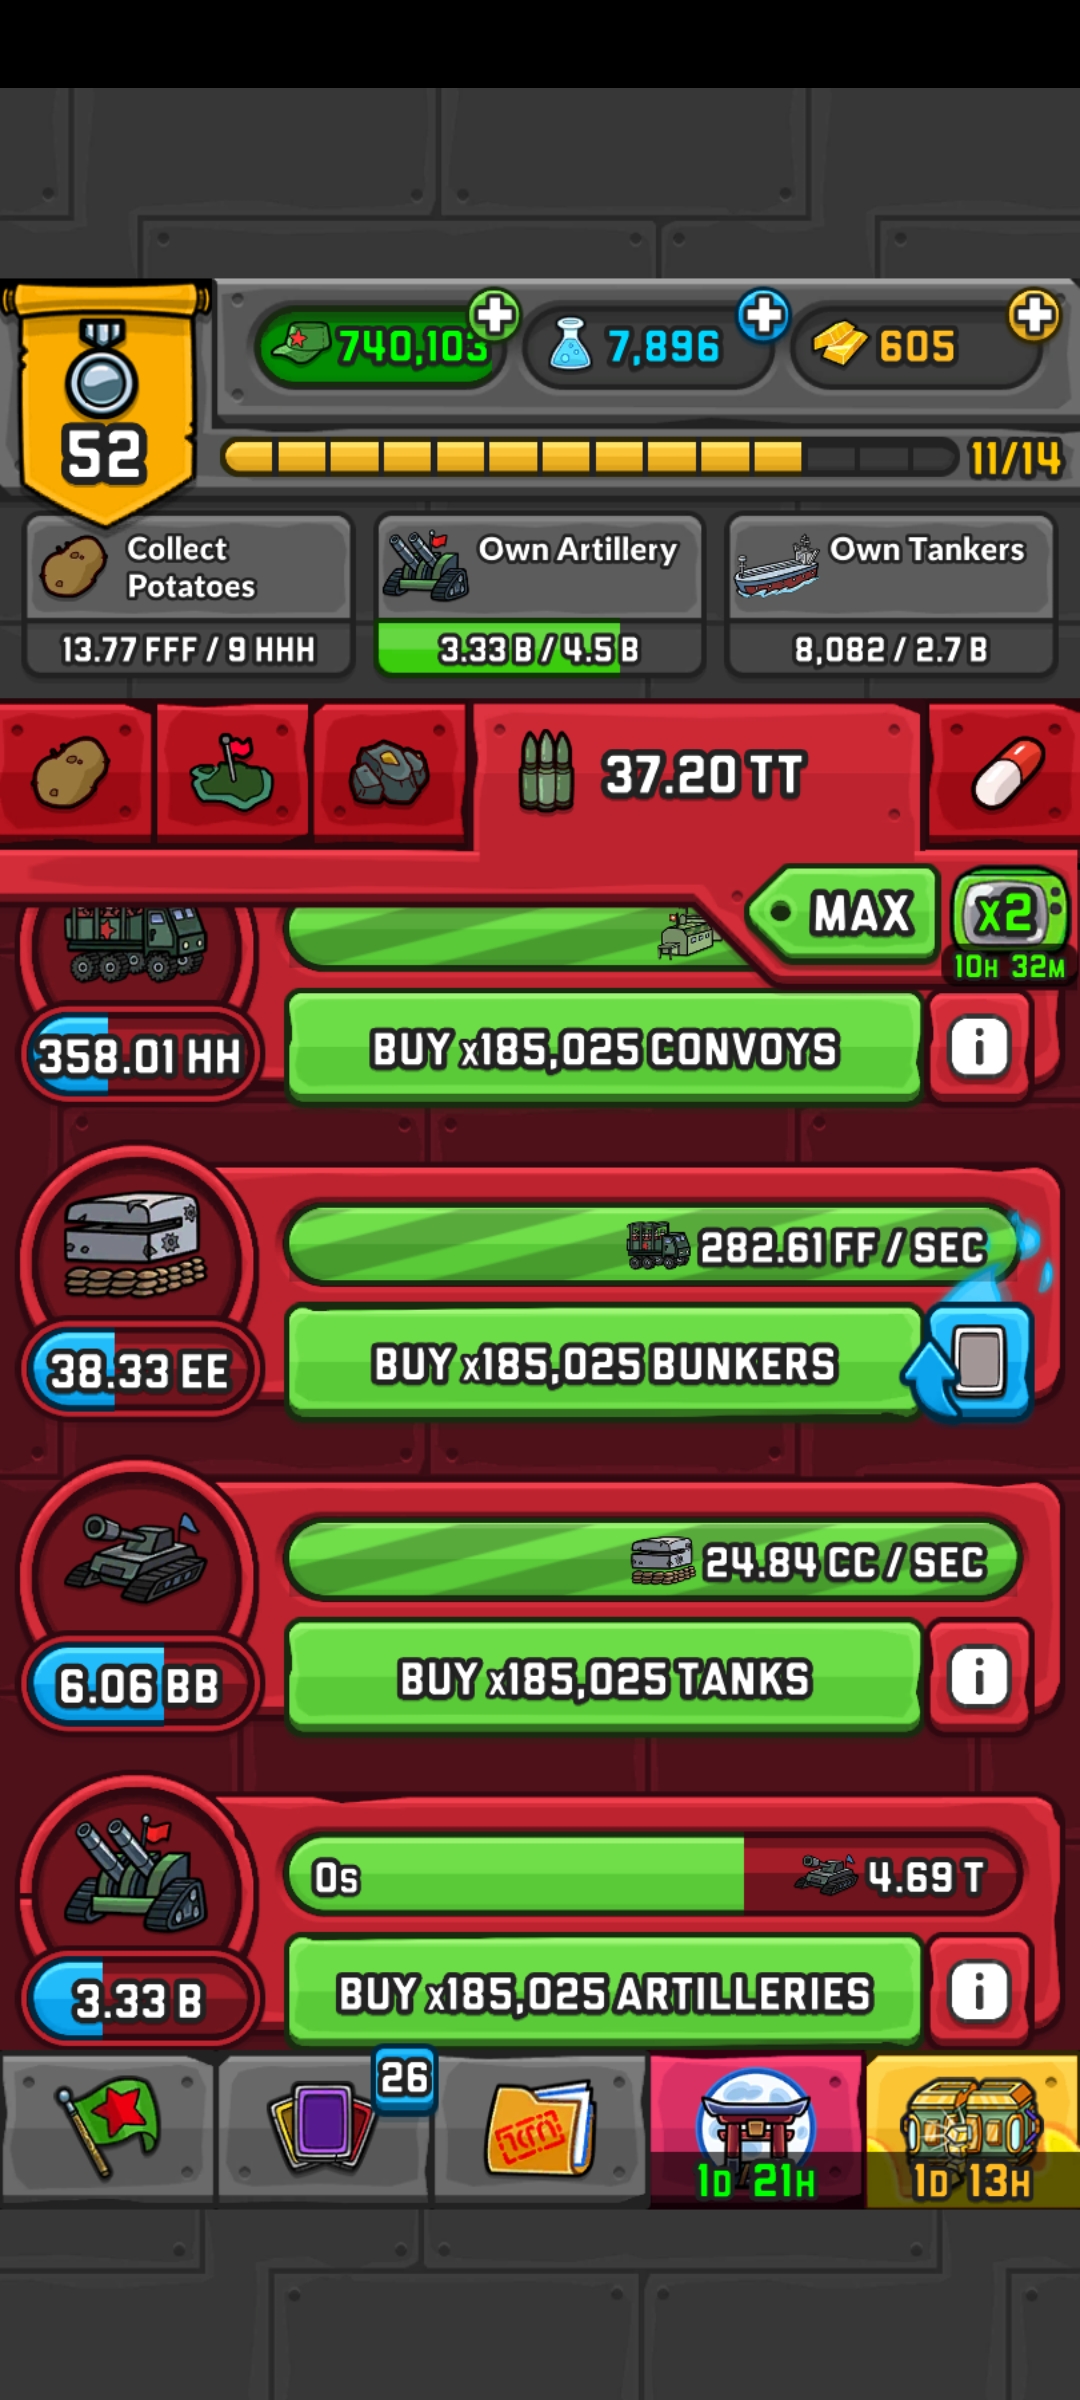 740,103
7,896
605
52
11/14
Collect
Potatoes
13.77 FFF / 9 HHH
Own Artillery
3.33 B / 4.5 B
Own Tankers
8,082 / 2.7 B
37.20 TT
MAX
x2
10H 32M
358.01 HH
BUY x185,025 CONVOYS
i
282.61 FF / SEC
38.33 EE
BUY x185,025 BUNKERS
24.84 CC / SEC
6.06 BB
BUY x185,025 TANKS
i
0s
4.69 T
3.33 B
BUY x185,025 ARTILLERIES
i
26
1D 21H
1D 13H